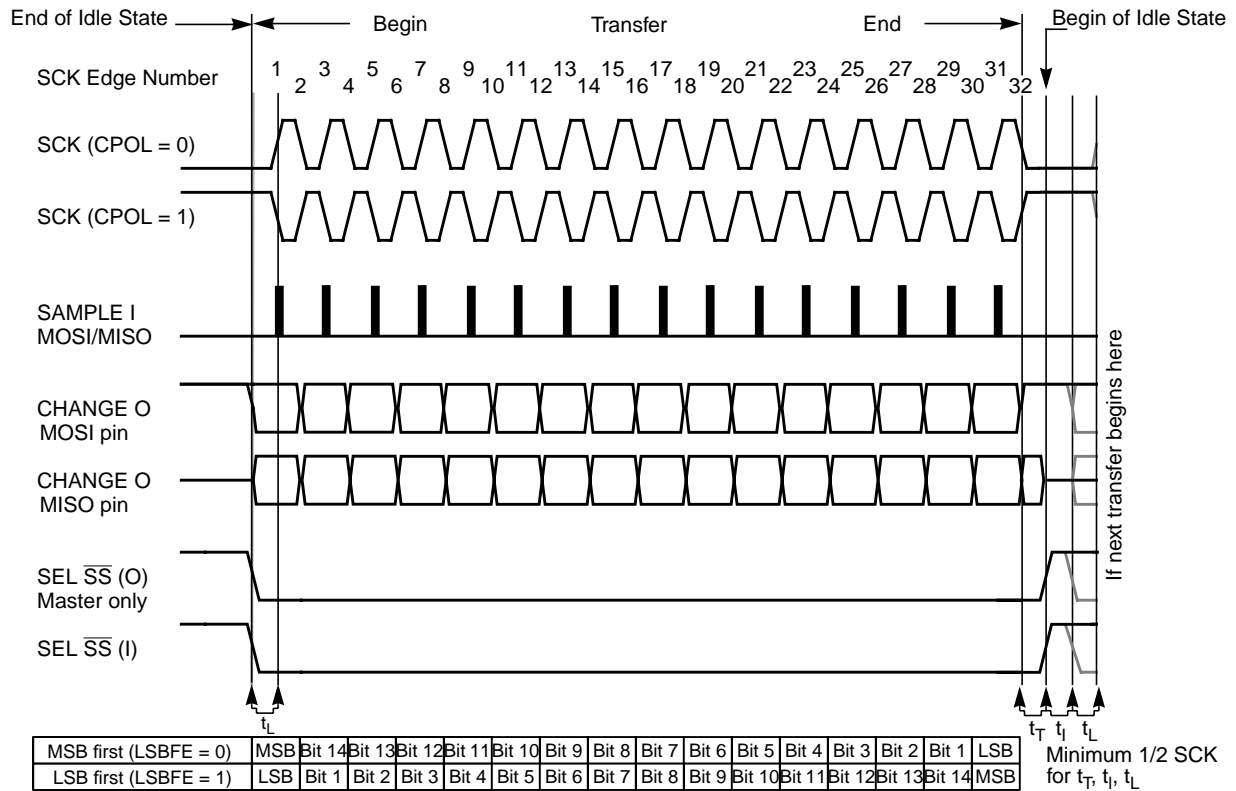 End of Idle State
Begin
Transfer
End
Begin of Idle State
SCK Edge Number
1 3 5 7 9 11 13 15 17 19 21 23 25 27 29 31
2 4 6 8 10 12 14 16 18 20 22 24 26 28 30 32
SCK (CPOL = 0)
SCK (CPOL = 1)
SAMPLE I
MOSI/MISO
CHANGE O
MOSI pin
CHANGE O
MISO pin
SEL SS (O)
Master only
SEL SS (I)
If next transfer begins here
tL
tT tI tL
MSB first (LSBFE = 0) MSB Bit 14 Bit 13 Bit 12 Bit 11 Bit 10 Bit 9 Bit 8 Bit 7 Bit 6 Bit 5 Bit 4 Bit 3 Bit 2 Bit 1 LSB
LSB first (LSBFE = 1) LSB Bit 1 Bit 2 Bit 3 Bit 4 Bit 5 Bit 6 Bit 7 Bit 8 Bit 9 Bit 10 Bit 11 Bit 12 Bit 13 Bit 14 MSB
Minimum 1/2 SCK
for tT, tI, tL